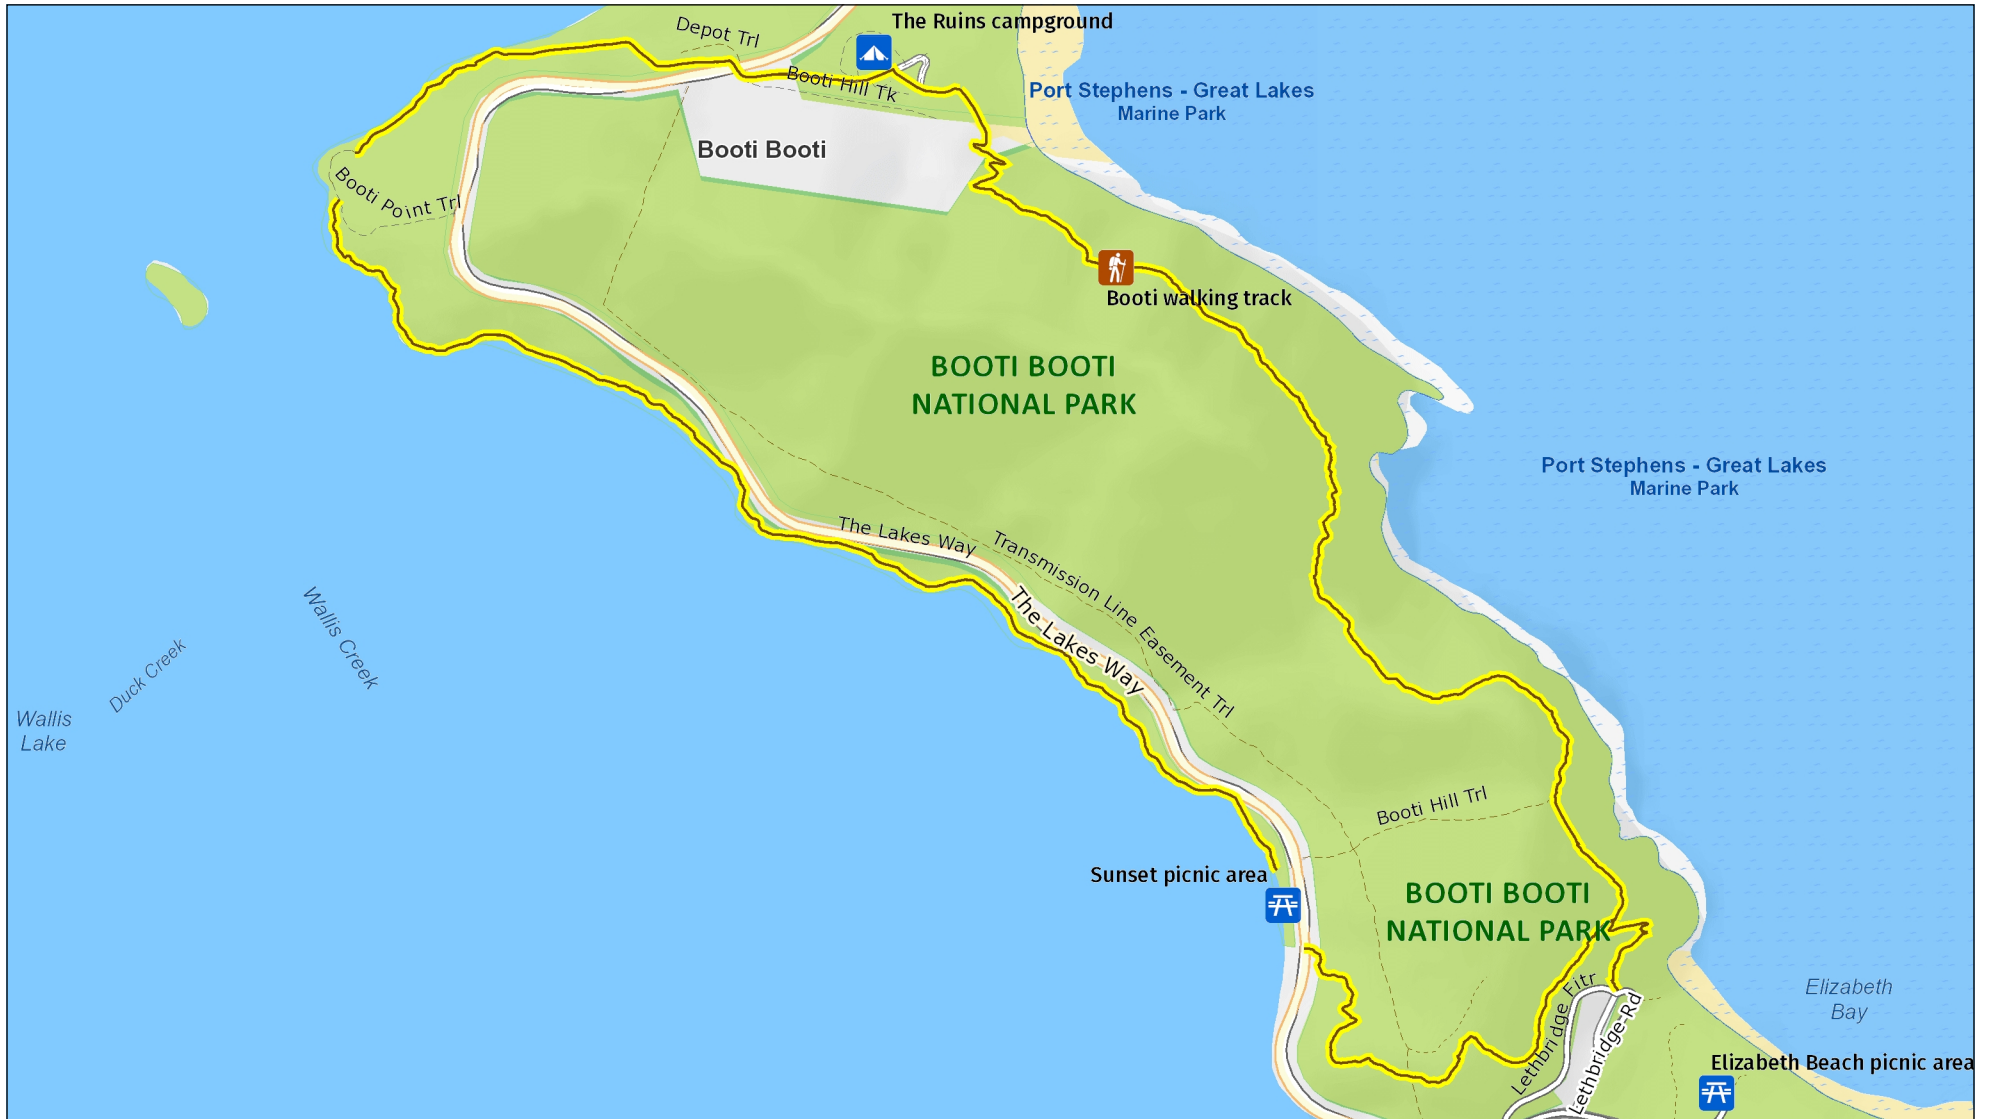 The Ruins campground
Depot Trl
Booti Hill Tk
Port Stephens - Great Lakes
Marine Park
Booti Booti
Booti Point Trl
Booti walking track
BOOTI BOOTI
NATIONAL PARK
Port Stephens - Great Lakes
Marine Park
The Lakes Way
Transmission Line Easement Trl
The Lakes Way
Wallis Creek
Duck Creek
Wallis
Lake
Booti Hill Trl
Sunset picnic area
BOOTI BOOTI
NATIONAL PARK
Lethbridge Fitr
Lethbridge Rd
Elizabeth
Bay
Elizabeth Beach picnic area